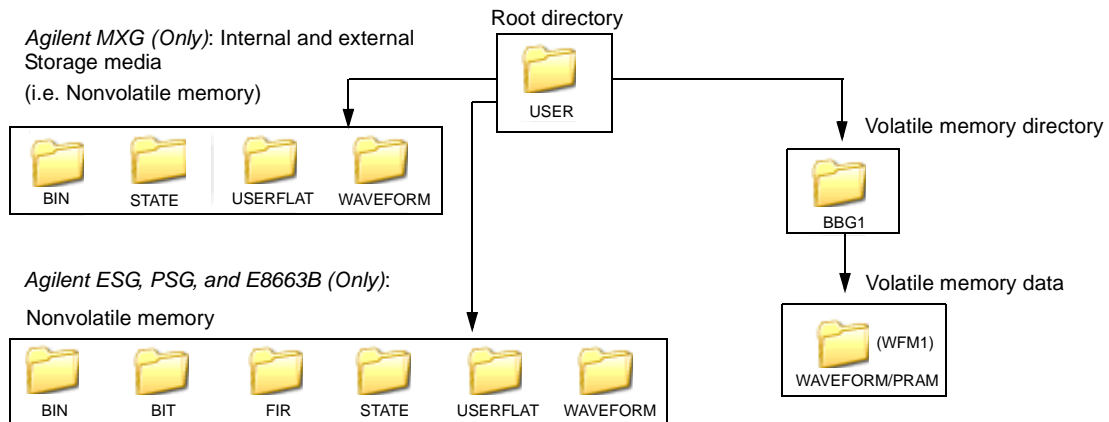 Root directory
USER
Agilent MXG (Only): Internal and external
Storage media
(i.e. Nonvolatile memory)
BIN
STATE
USERFLAT
WAVEFORM
Volatile memory directory
BBG1
Agilent ESG, PSG, and E8663B (Only):
Nonvolatile memory
BIN
BIT
FIR
STATE
USERFLAT
WAVEFORM
Volatile memory data
(WFM1)
WAVEFORM/PRAM